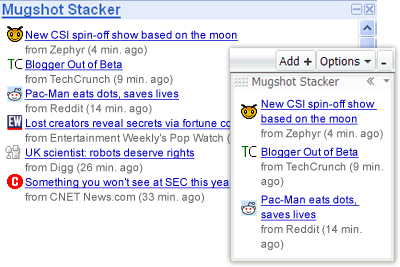 Mugshot Stacker
New CSI spin-off show based on the moon
from Zephyr (4 min. ago)
TC Blogger Out of Beta
from TechCrunch (9 min. ago)
Pac-Man eats dots, saves lives
from Reddit (14 min. ago)
EW Lost creators reveal secrets via fortune co
from Entertainment Weekly's Pop Watch (
UK scientist: robots deserve rights
from Digg (26 min. ago)
C Something you won't see at SEC this yea
from CNET News.com (33 min. ago)
Add + Options -
Mugshot Stacker
New CSI spin-off show
based on the moon
from Zephyr (4 min. ago)
TC Blogger Out of Beta
from TechCrunch (9 min.
ago)
Pac-Man eats dots,
saves lives
from Reddit (14 min.
ago)